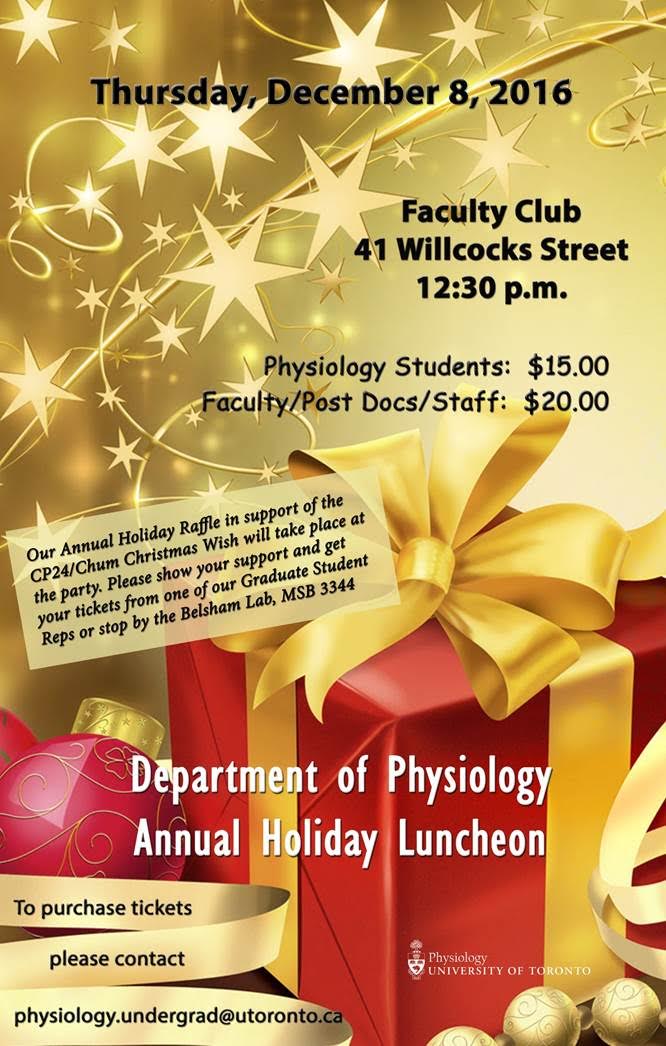 Thursday, December 8, 2016
Faculty Club
41 Willcocks Street
12:30 p.m.
Physiology Students: $15.00
Faculty/Post Docs/Staff: $20.00
Our Annual Holiday Raffle in support of the
CP24/Chum Christmas Wish will take place at
the party. Please show your support and get
your tickets from one of our Graduate Student
Reps or stop by the Belsham Lab, MSB 3344
Department of Physiology
Annual Holiday Luncheon
To purchase tickets
please contact
physiology.undergrad@utoronto.ca
Physiology
UNIVERSITY OF TORONTO